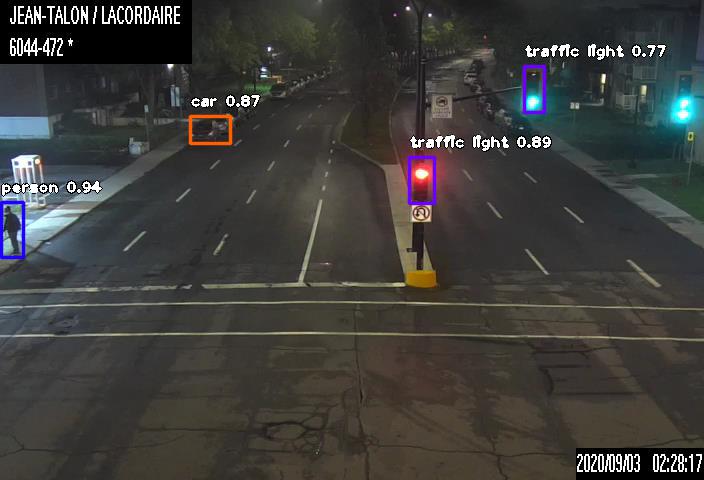 JEAN-TALON / LACORDAIRE
6044-472 *
traffic light 0.77
car 0.87
traffic light 0.89
person 0.94
2020/09/03 02:28:17